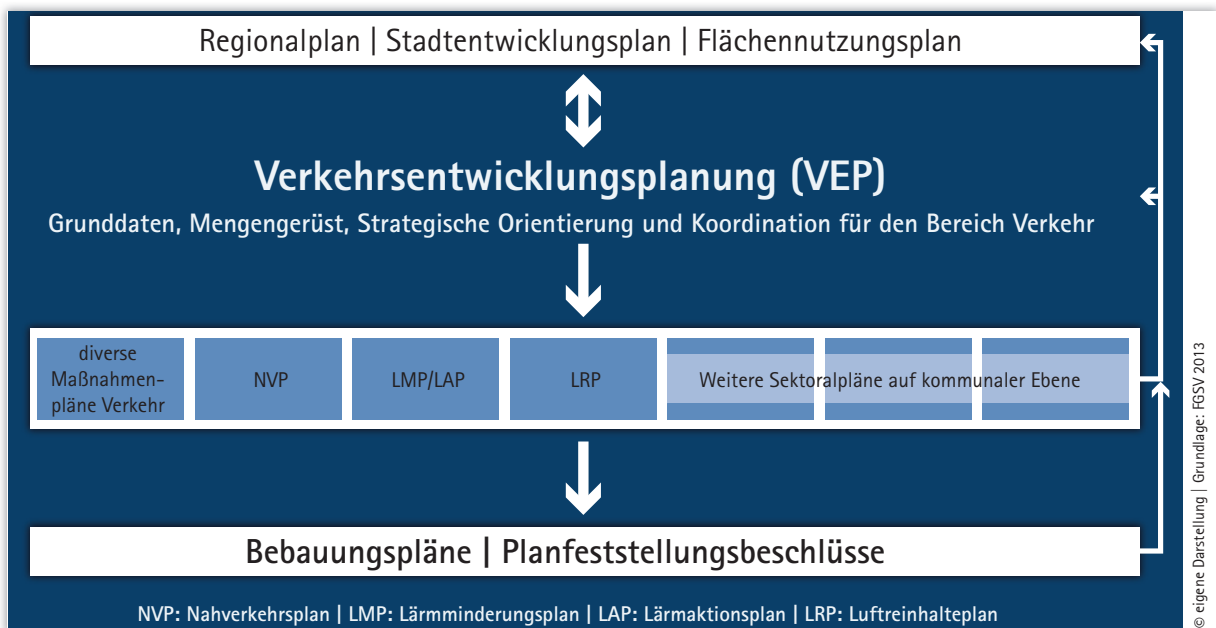 Regionalplan | Stadtentwicklungsplan | Flächennutzungsplan
Verkehrsentwicklungsplanung (VEP)
Grunddaten, Mengengerüst, Strategische Orientierung und Koordination für den Bereich Verkehr
diverse
Maßnahmen-
pläne Verkehr
NVP
LMP/LAP
LRP
Weitere Sektoralpläne auf kommunaler Ebene
Bebauungspläne | Planfeststellungsbeschlüsse
NVP: Nahverkehrsplan | LMP: Lärmminderungsplan | LAP: Lärmaktionsplan | LRP: Luftreinhalteplan
© eigene Darstellung | Grundlage: FGSV 2013